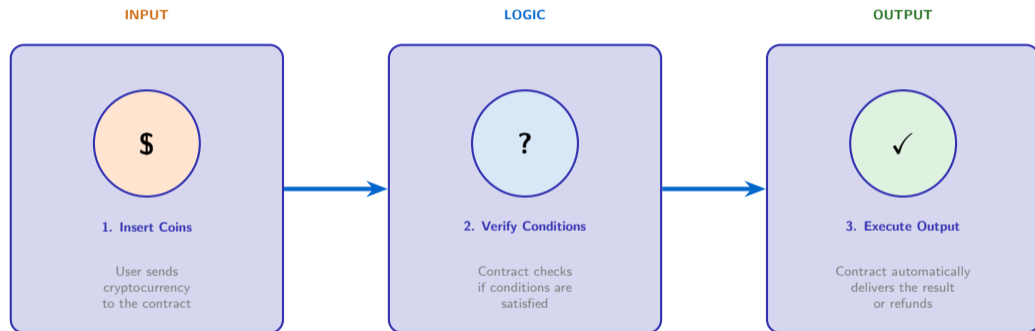 INPUT
LOGIC
OUTPUT
$
?
✓
1. Insert Coins
2. Verify Conditions
3. Execute Output
User sends
cryptocurrency
to the contract
Contract checks
if conditions are
satisfied
Contract automatically
delivers the result
or refunds